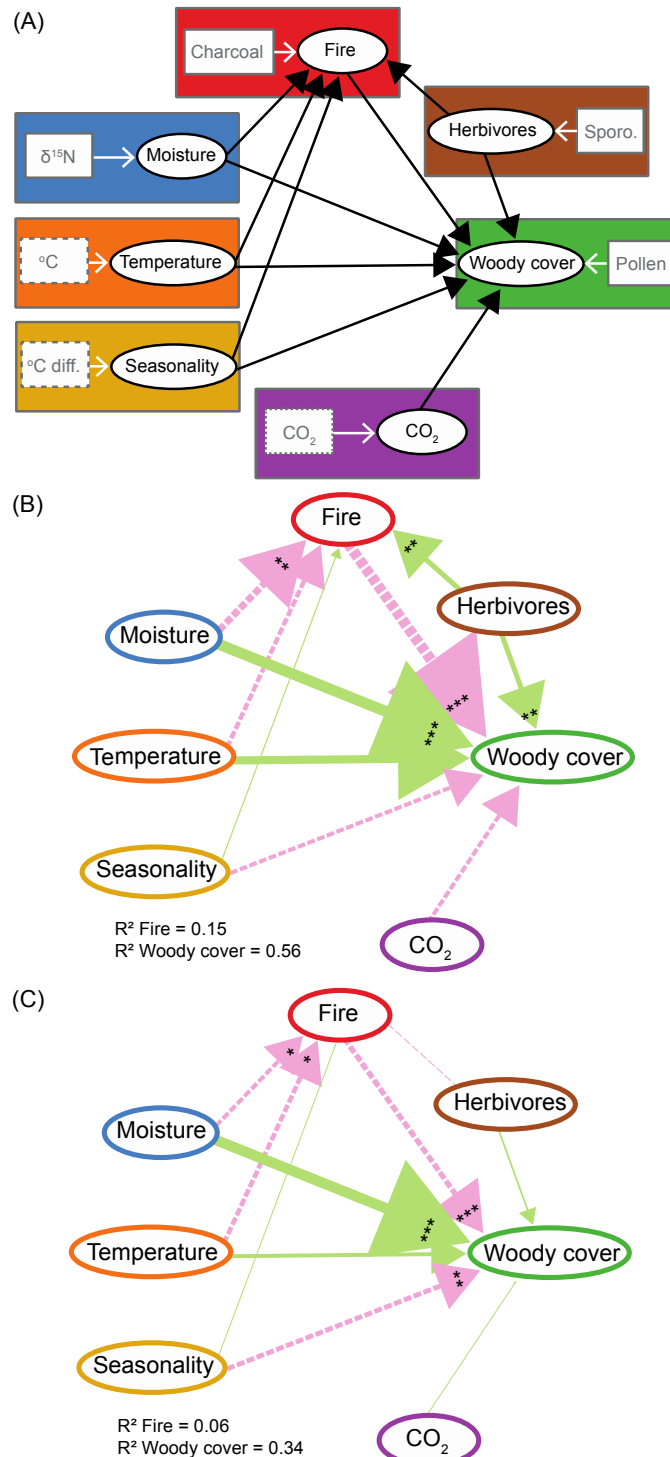 (A)
Charcoal
Fire
Herbivores
Sporo.
δ¹⁵N
Moisture
°C
Temperature
Woody cover
Pollen
°C diff.
Seasonality
CO₂
CO₂
(B)
Fire
**
**
Herbivores
Moisture
***
***
**
Temperature
Woody cover
Seasonality
R² Fire = 0.15
R² Woody cover = 0.56
CO₂
(C)
Fire
*
*
Herbivores
Moisture
***
***
Temperature
Woody cover
**
Seasonality
R² Fire = 0.06
R² Woody cover = 0.34
CO₂